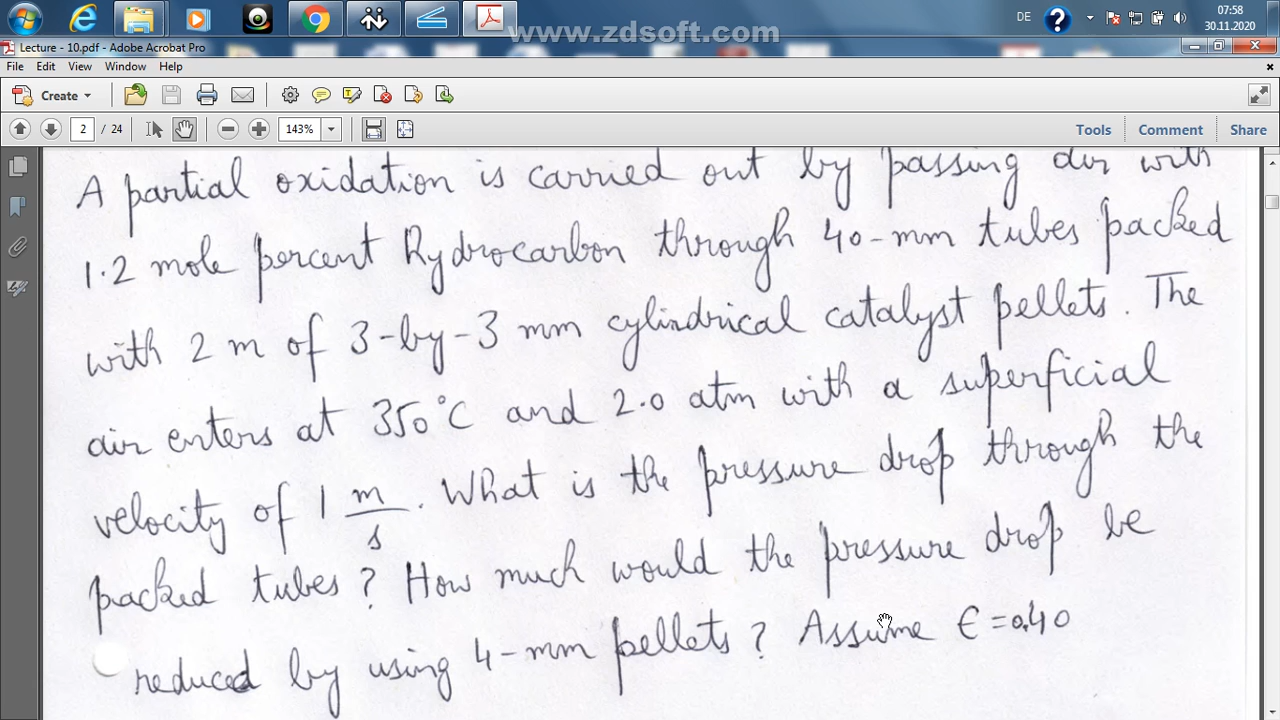 07:58
DE
30.11.2020
www.zdsoft.com
Lecture - 10.pdf - Adobe Acrobat Pro
File Edit View Window Help
Create
2 / 24 143% Tools Comment Share
A partial oxidation is carried out by passing air with
1.2 mole percent hydrocarbon through 40-mm tubes packed
with 2 m of 3-by-3 mm cylindrical catalyst pellets. The
air enters at 350°C and 2.0 atm with a superficial
velocity of 1 m/s. What is the pressure drop through the
packed tubes? How much would the pressure drop be
reduced by using 4-mm pellets? Assume ϵ = 0.40